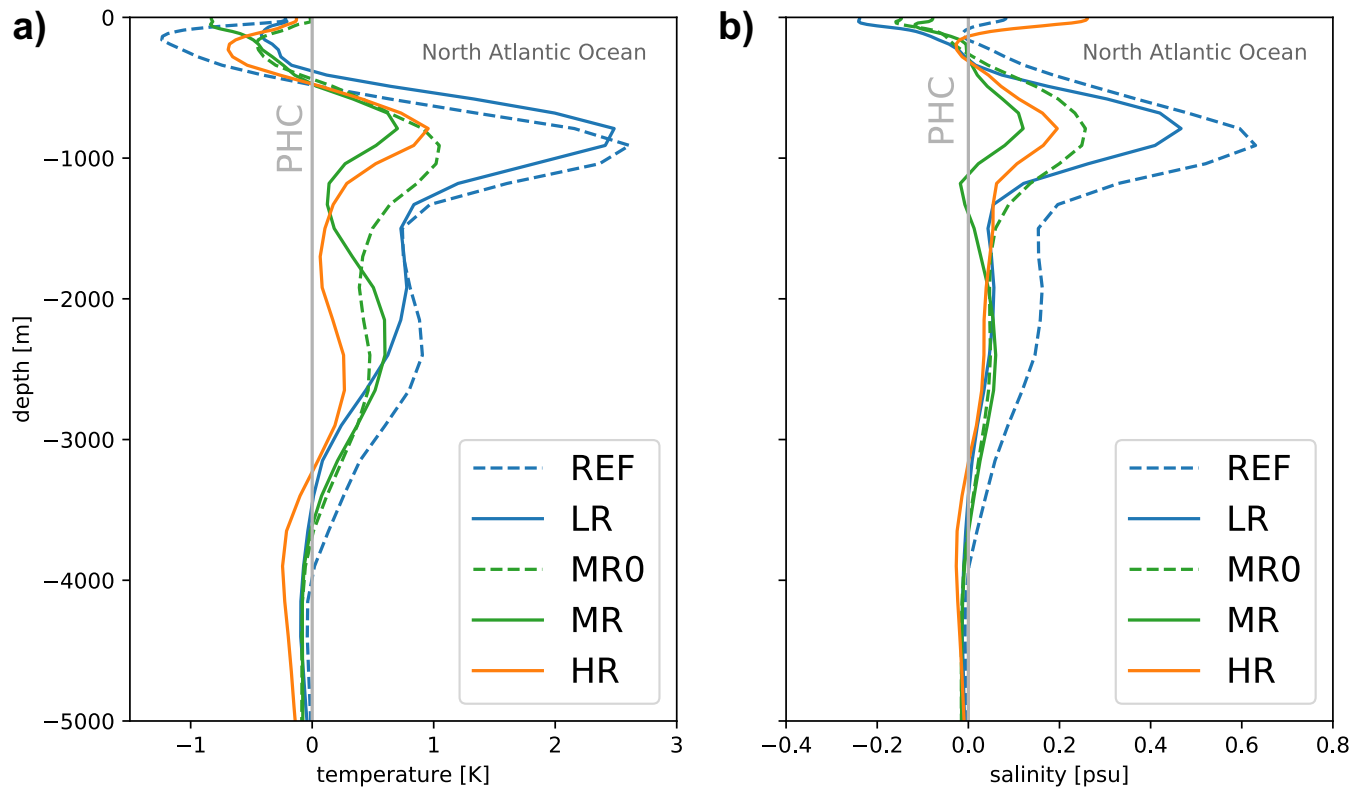 a)
North Atlantic Ocean
PHC
0
−1000
−2000
−3000
−4000
−5000
depth [m]
REF
LR
MR0
MR
HR
−1
0
1
2
3
temperature [K]
b)
North Atlantic Ocean
PHC
REF
LR
MR0
MR
HR
−0.4
−0.2
0.0
0.2
0.4
0.6
0.8
salinity [psu]